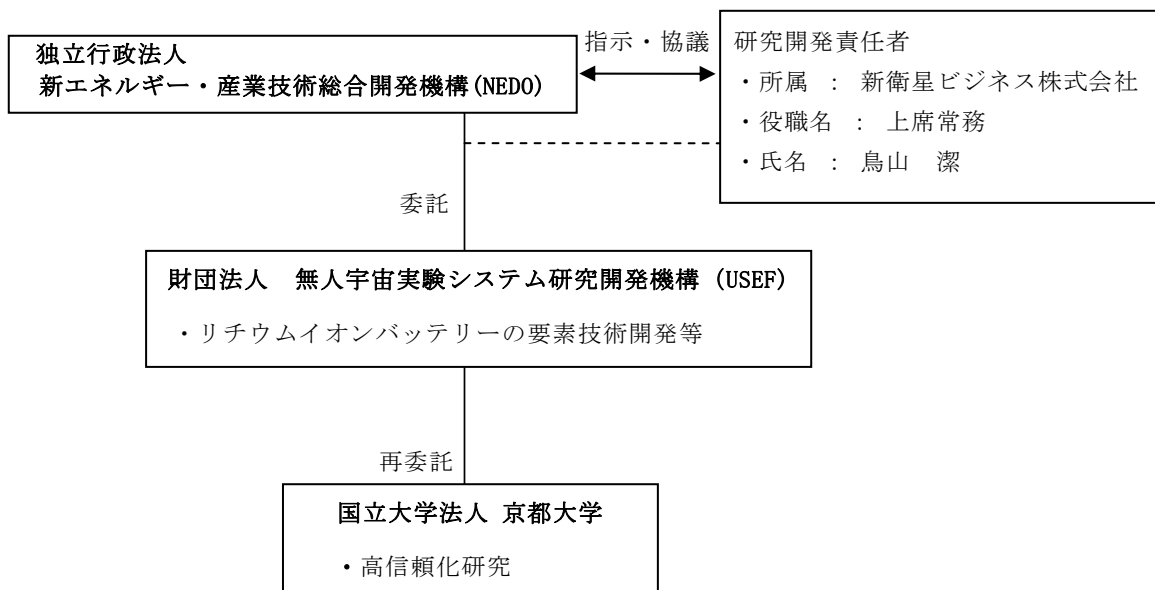 独立行政法人
新エネルギー・産業技術総合開発機構(NEDO)
指示・協議
研究開発責任者
・所属 : 新衛星ビジネス株式会社
・役職名 : 上席常務
・氏名 : 鳥山 潔
委託
財団法人 無人宇宙実験システム研究開発機構 (USEF)
・リチウムイオンバッテリーの要素技術開発等
再委託
国立大学法人 京都大学
・高信頼化研究